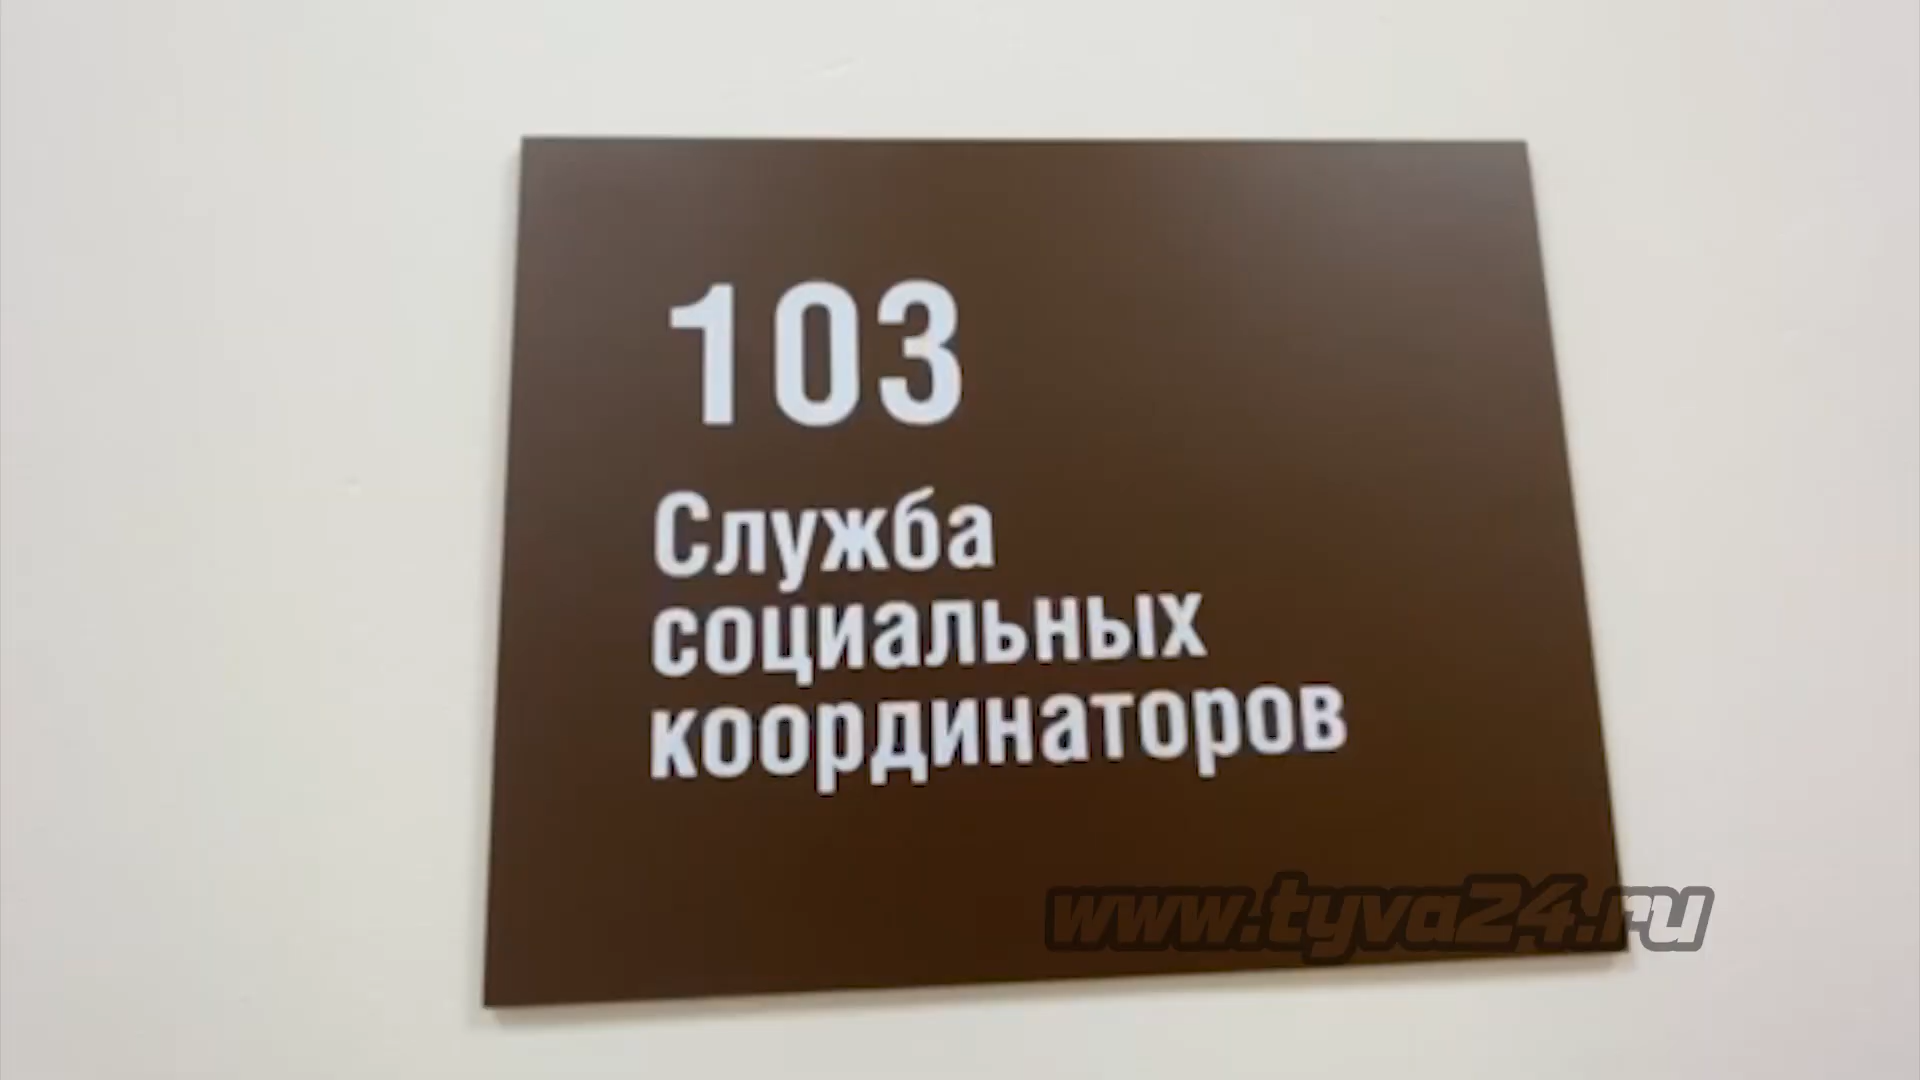 103
Служба
социальных
координаторов
www.tyva24.ru